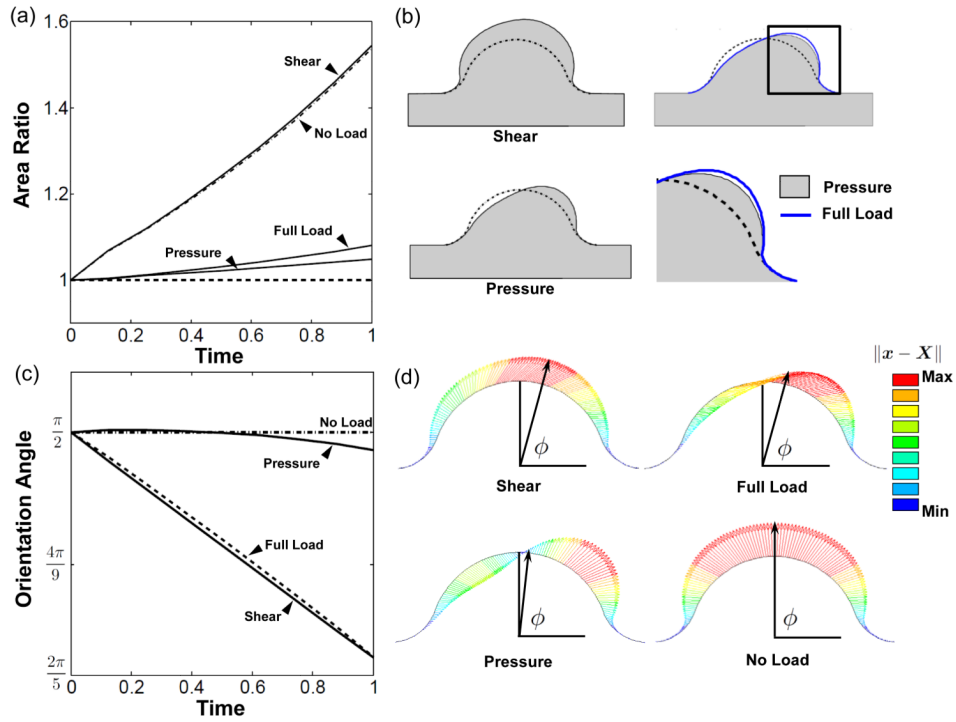 (a)
1.6
1.4
1.2
1
Area Ratio
Shear
No Load
Full Load
Pressure
0 0.2 0.4 0.6 0.8 1
Time
(b)
Shear
Pressure
Pressure
Full Load
(c)
π/2
4π/9
2π/5
Orientation Angle
No Load
Pressure
Full Load
Shear
0 0.2 0.4 0.6 0.8 1
Time
(d)
ϕ
Shear
ϕ
Full Load
ϕ
Pressure
ϕ
No Load
‖x − X‖
Max
Min